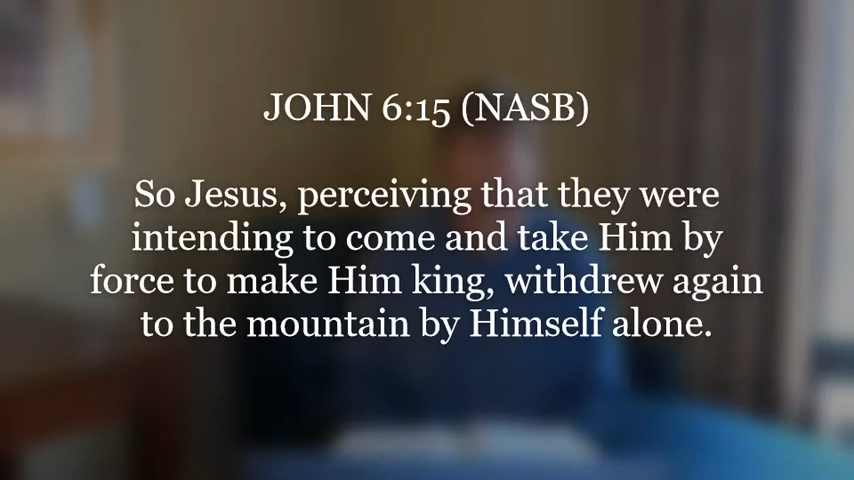 JOHN 6:15 (NASB)
So Jesus, perceiving that they were
intending to come and take Him by
force to make Him king, withdrew again
to the mountain by Himself alone.